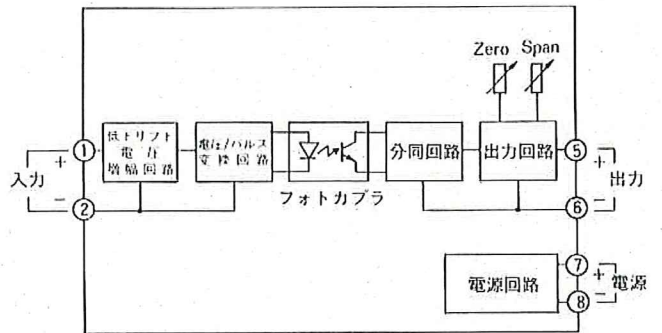 Zero Span
低ドリフト
電圧
増幅回路
電圧/パルス
変換回路
フォトカプラ
分同回路
出力回路
①
+
入力
−
②
⑤
+
出力
−
⑥
電源回路
⑦
+
電源
−
⑧